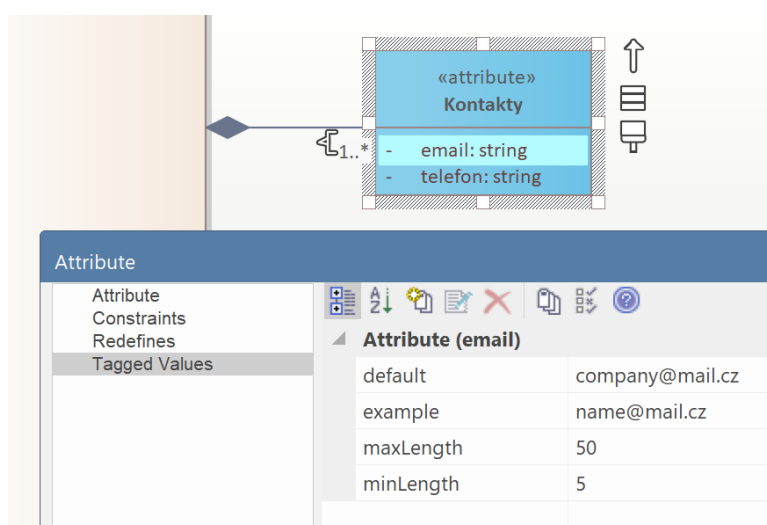 «attribute»
Kontakty
1..*
- email: string
- telefon: string
Attribute
Attribute
Constraints
Redefines
Tagged Values
Attribute (email)
default company@mail.cz
example name@mail.cz
maxLength 50
minLength 5